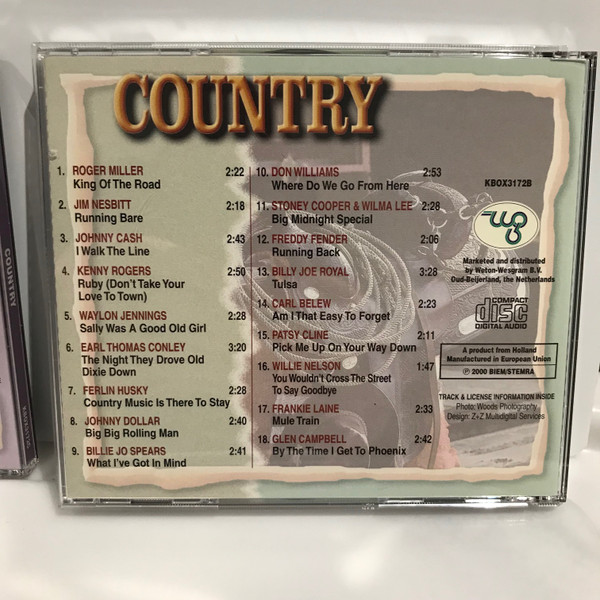 COUNTRY
COUNTRY
1. ROGER MILLER 2:22
King Of The Road
2. JIM NESBITT 2:18
Running Bare
3. JOHNNY CASH 2:43
I Walk The Line
4. KENNY ROGERS 2:50
Ruby (Don't Take Your
Love To Town)
5. WAYLON JENNINGS 2:28
Sally Was A Good Old Girl
6. EARL THOMAS CONLEY 3:20
The Night They Drove Old
Dixie Down
7. FERLIN HUSKY 2:28
Country Music Is There To Stay
8. JOHNNY DOLLAR 2:40
Big Big Rolling Man
9. BILLIE JO SPEARS 2:41
What I've Got In Mind
10. DON WILLIAMS 2:53
Where Do We Go From Here
11. STONEY COOPER & WILMA LEE 2:28
Big Midnight Special
12. FREDDY FENDER 2:06
Running Back
13. BILLY JOE ROYAL 3:28
Tulsa
14. CARL BELEW 2:23
Am I That Easy To Forget
15. PATSY CLINE 2:11
Pick Me Up On Your Way Down
16. WILLIE NELSON 1:47
You Wouldn't Cross The Street
To Say Goodbye
17. FRANKIE LAINE 2:33
Mule Train
18. GLEN CAMPBELL 2:42
By The Time I Get To Phoenix
KBOX3172B
WG
Marketed and distributed
by Weton-Wesgram B.V.
Oud-Beijerland, the Netherlands
COMPACT
disc
DIGITAL AUDIO
A product from Holland
Manufactured in European Union
℗ 2000 BIEM/STEMRA
TRACK & LICENSE INFORMATION INSIDE
Photo: Woods Photography
Design: Z+Z Multidigital Services